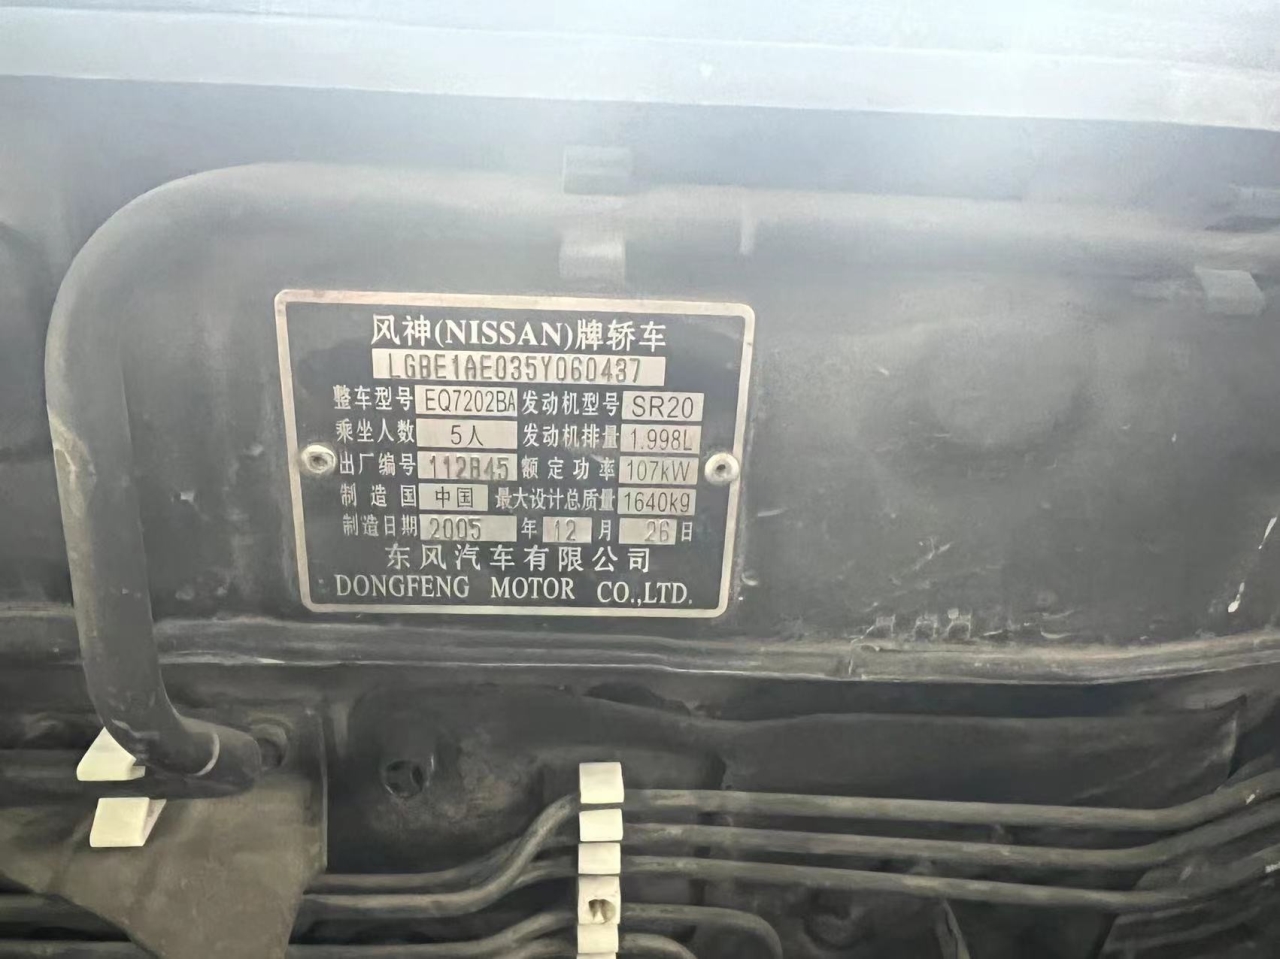 风神(NISSAN)牌轿车
LGBE1AE035Y060437
整车型号 EQ7202BA 发动机型号 SR20
乘坐人数 5人 发动机排量 1.998L
出厂编号 112845 额定功率 107kW
制造国 中国 最大设计总质量 1640kg
制造日期 2005 年 12 月 26 日
东风汽车有限公司
DONGFENG MOTOR CO.,LTD.